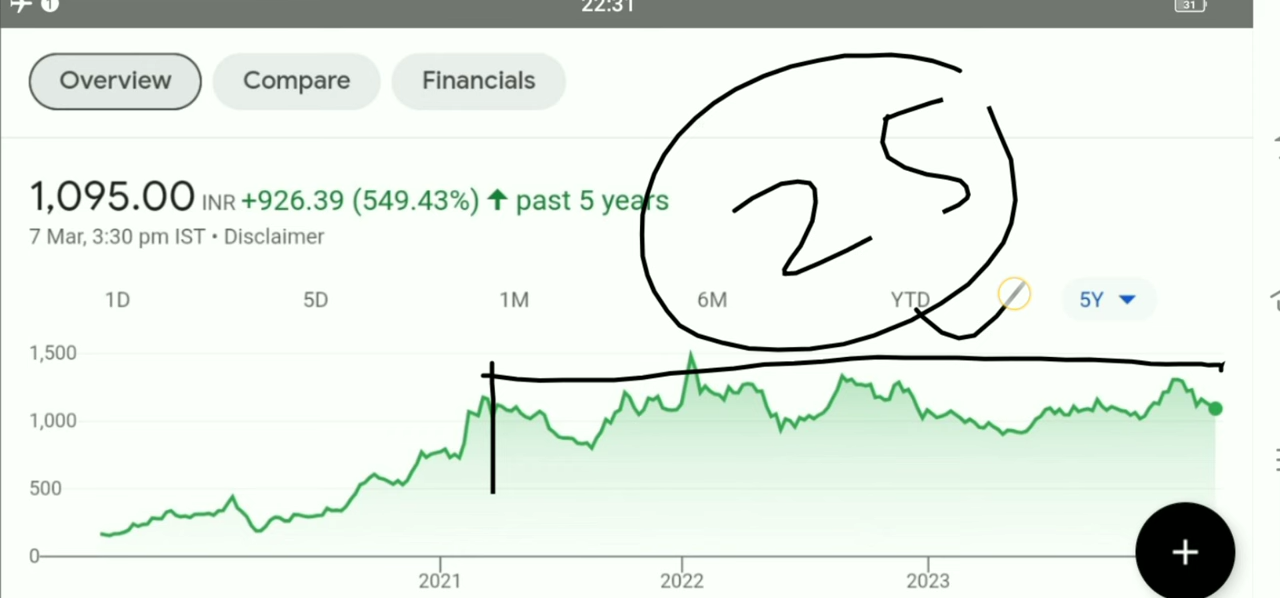 22:31
31
1
Overview Compare Financials
25
1,095.00 INR +926.39 (549.43%) ↑ past 5 years
7 Mar, 3:30 pm IST • Disclaimer
1D 5D 1M 6M YTD 5Y
1,500
1,000
500
0
2021 2022 2023
+